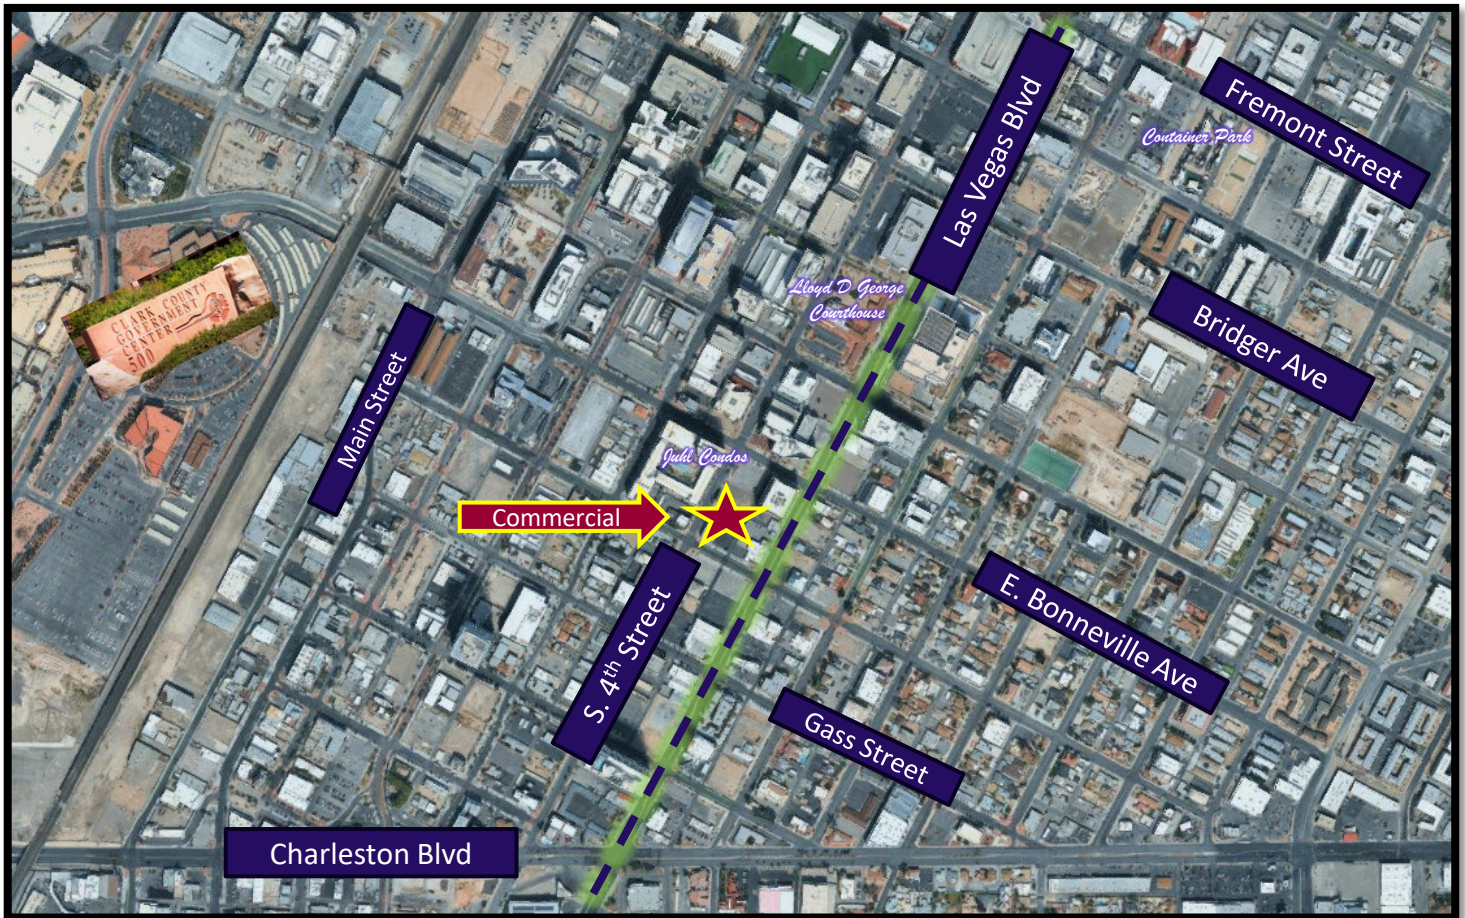 Fremont Street
Las Vegas Blvd
Container Park
Lloyd D George
Courthouse
CLARK COUNTY
GOVERNMENT
CENTER
500
Bridger Ave
Main Street
Juhl Condos
Commercial
S. 4th Street
E. Bonneville Ave
Gass Street
Charleston Blvd